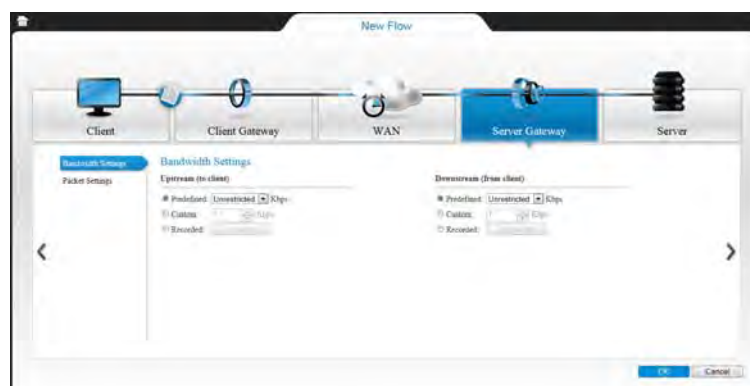 New Flow
Client
Client Gateway
WAN
Server Gateway
Server
Bandwidth Settings
Packet Settings
Bandwidth Settings
Upstream (to client)
Predefined: Unrestricted Kbps
Custom: Kbps
Recorded:
Downstream (from client)
Predefined: Unrestricted Kbps
Custom: 1 Kbps
Recorded:
OK
Cancel